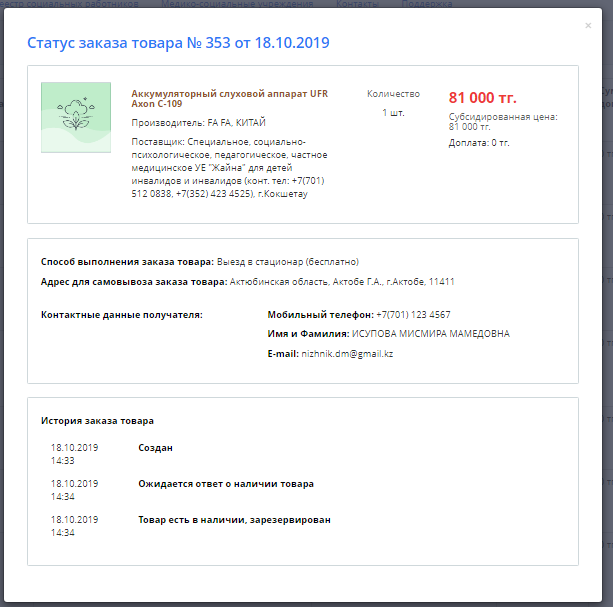 еестр социальных работников
Медико-социальные учреждения
Контакты
Поддержка
×
Статус заказа товара № 353 от 18.10.2019
Аккумуляторный слуховой аппарат UFR
Axon C-109
Производитель: FA FA, КИТАЙ
Поставщик: Специальное, социально-
психологическое, педагогическое, частное
медицинское УЕ "Жайна" для детей
инвалидов и инвалидов (конт. тел: +7(701)
512 0838, +7(352) 423 4525), г.Кокшетау
Количество
1 шт.
81 000 тг.
Субсидированная цена:
81 000 тг.
Доплата: 0 тг.
Способ выполнения заказа товара: Выезд в стационар (бесплатно)
Адрес для самовывоза заказа товара: Актюбинская область, Актобе Г.А., г.Актобе, 11411
Контактные данные получателя:
Мобильный телефон: +7(701) 123 4567
Имя и Фамилия: ИСУПОВА МИСМИРА МАМЕДОВНА
E-mail: nizhnik.dm@gmail.kz
История заказа товара
18.10.2019
14:33
Создан
18.10.2019
14:34
Ожидается ответ о наличии товара
18.10.2019
14:34
Товар есть в наличии, зарезервирован